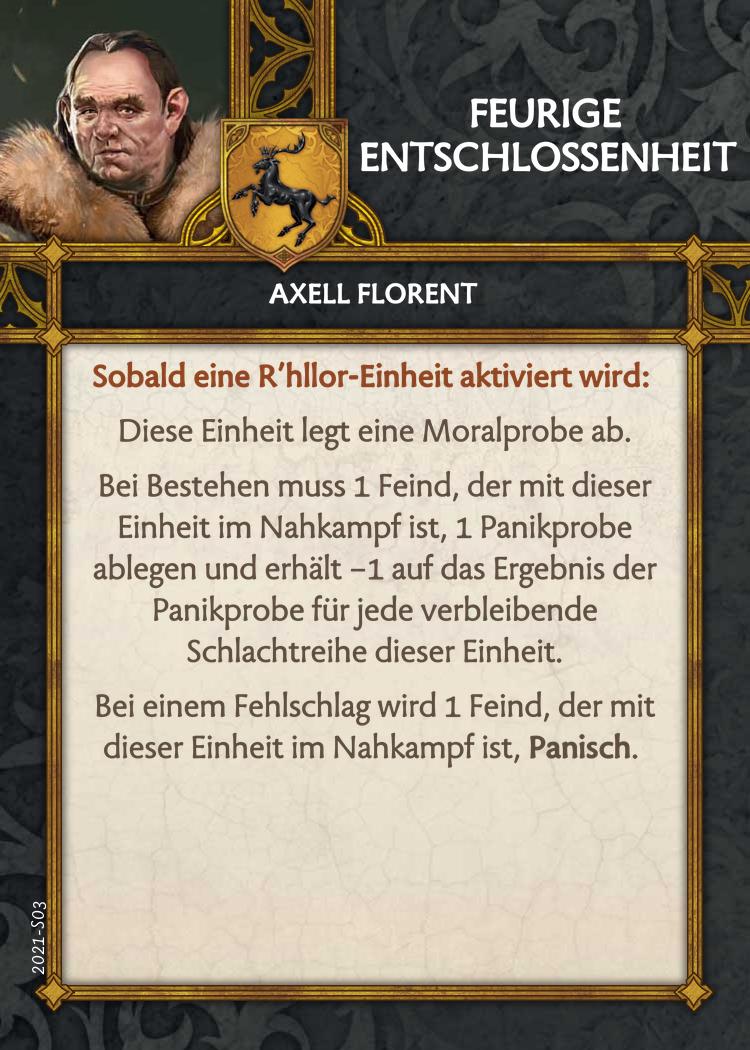 FEURIGE
ENTSCHLOSSENHEIT
AXELL FLORENT
Sobald eine R’hllor-Einheit aktiviert wird:
Diese Einheit legt eine Moralprobe ab.
Bei Bestehen muss 1 Feind, der mit dieser
Einheit im Nahkampf ist, 1 Panikprobe
ablegen und erhält –1 auf das Ergebnis der
Panikprobe für jede verbleibende
Schlachtreihe dieser Einheit.
Bei einem Fehlschlag wird 1 Feind, der mit
dieser Einheit im Nahkampf ist, Panisch.
2021-S03